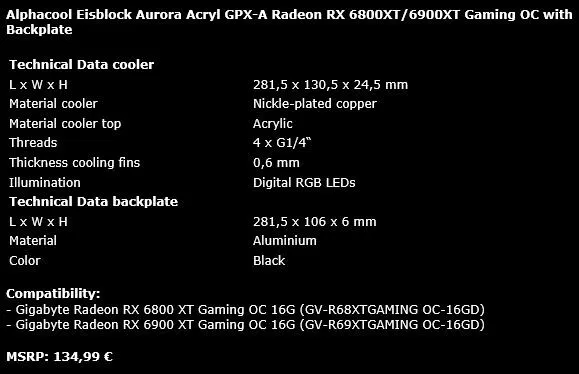 Alphacool Eisblock Aurora Acryl GPX-A Radeon RX 6800XT/6900XT Gaming OC with
Backplate
Technical Data cooler
L x W x H 281,5 x 130,5 x 24,5 mm
Material cooler Nickle-plated copper
Material cooler top Acrylic
Threads 4 x G1/4“
Thickness cooling fins 0,6 mm
Illumination Digital RGB LEDs
Technical Data backplate
L x W x H 281,5 x 106 x 6 mm
Material Aluminium
Color Black
Compatibility:
- Gigabyte Radeon RX 6800 XT Gaming OC 16G (GV-R68XTGAMING OC-16GD)
- Gigabyte Radeon RX 6900 XT Gaming OC 16G (GV-R69XTGAMING OC-16GD)
MSRP: 134,99 €